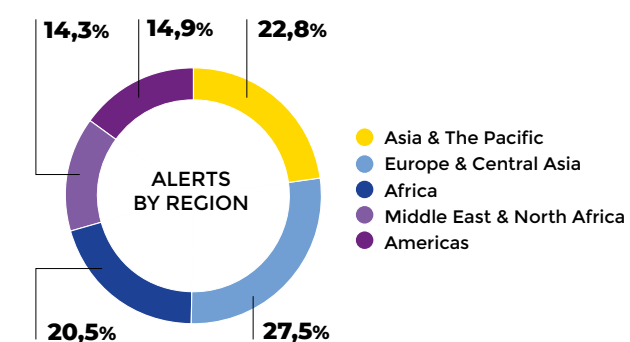 14,3%
14,9%
22,8%
ALERTS
BY REGION
Asia & The Pacific
Europe & Central Asia
Africa
Middle East & North Africa
Americas
20,5%
27,5%